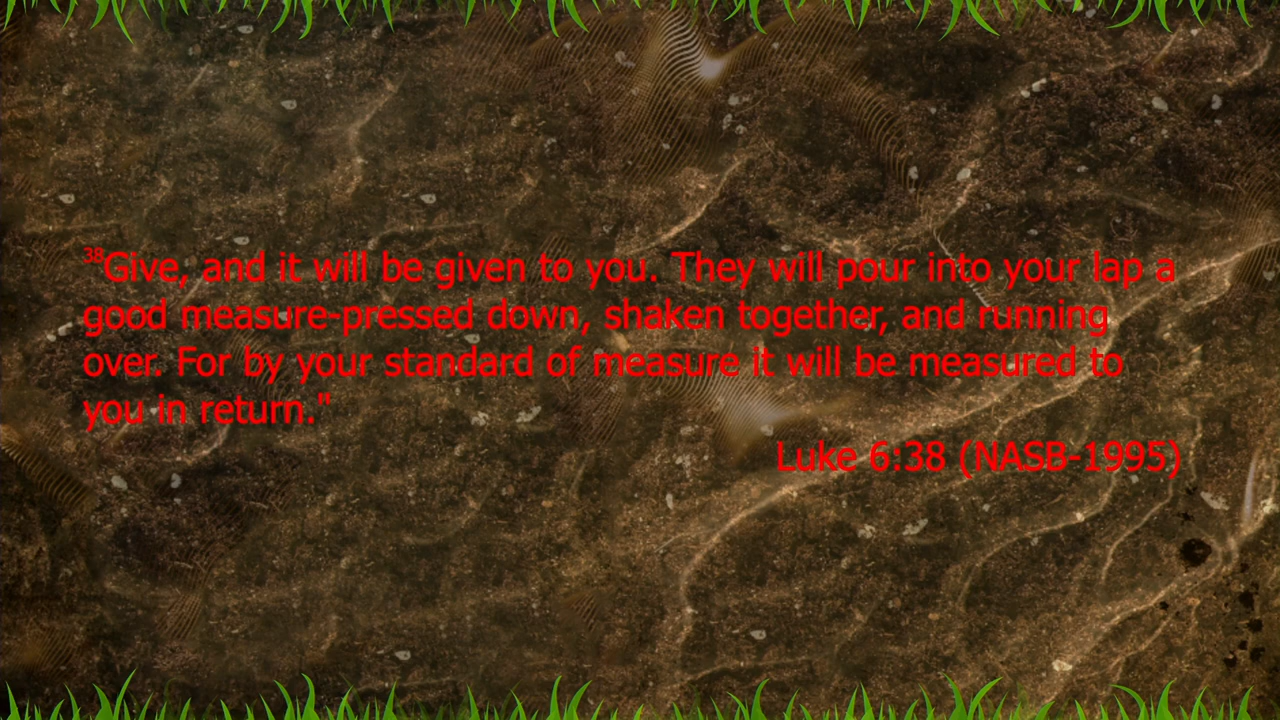 38Give, and it will be given to you. They will pour into your lap a
good measure-pressed down, shaken together, and running
over. For by your standard of measure it will be measured to
you in return."
Luke 6:38 (NASB-1995)